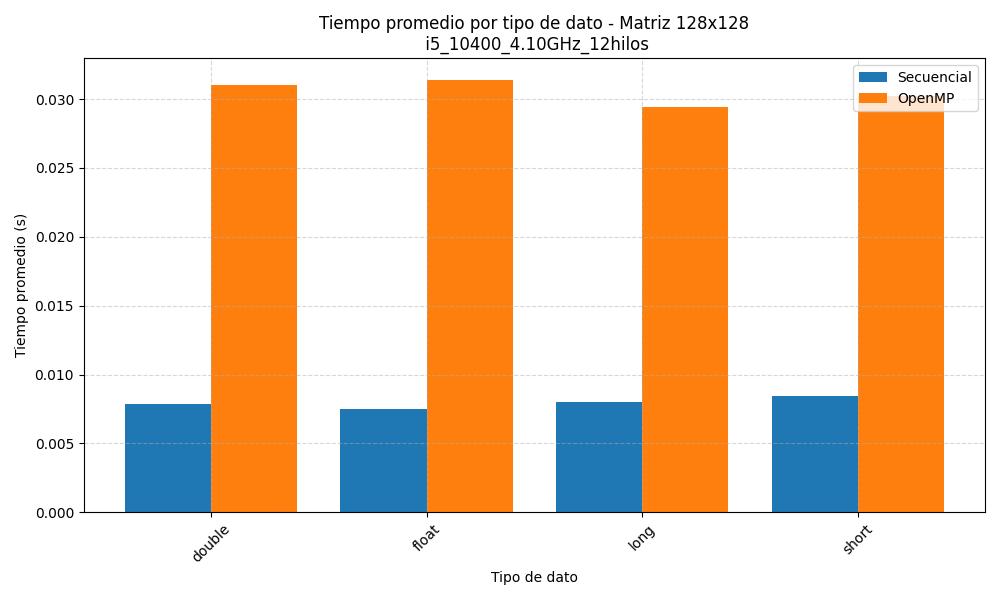 Tiempo promedio por tipo de dato - Matriz 128x128
i5_10400_4.10GHz_12hilos
Secuencial
OpenMP
Tiempo promedio (s)
0.030
0.025
0.020
0.015
0.010
0.005
0.000
double
float
long
short
Tipo de dato